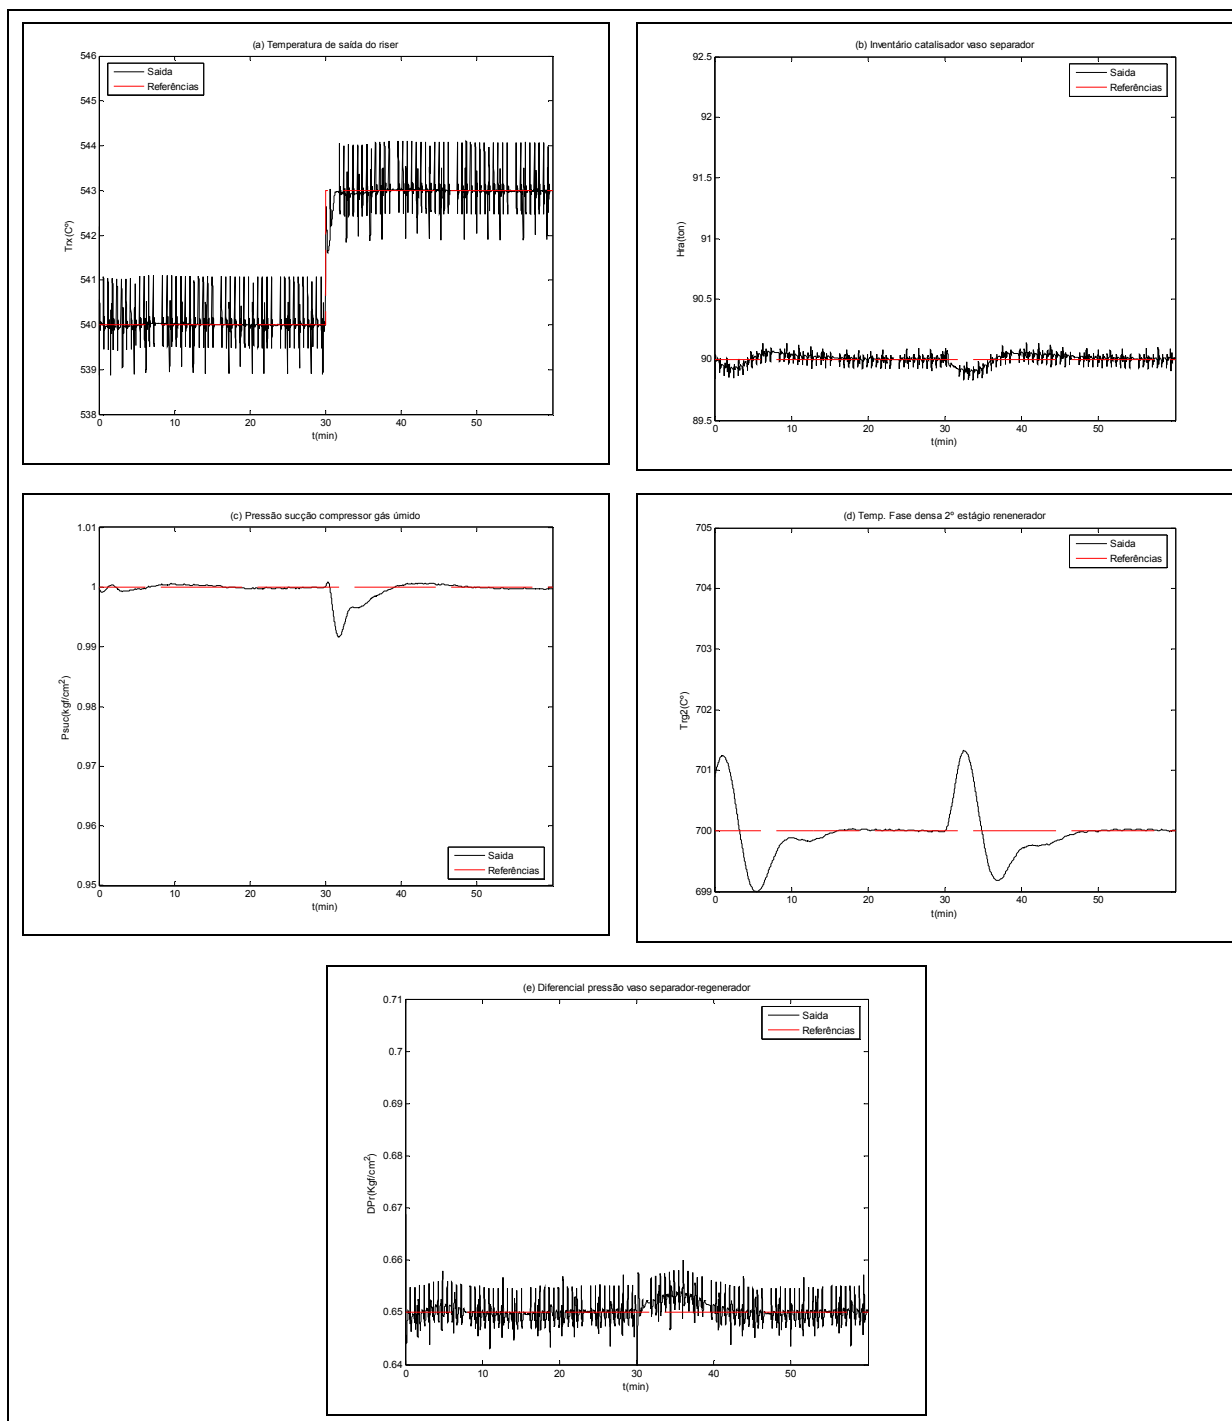 (a) Temperatura de saída do riser
546
545
544
543
542
541
540
539
538
Trx(Cº)
0 10 20 30 40 50
t(min)
Saida
Referências
(b) Inventário catalisador vaso separador
92.5
92
91.5
91
90.5
90
89.5
Hra(ton)
0 10 20 30 40 50
t(min)
Saida
Referências
(c) Pressão sucção compressor gás úmido
1.01
1
0.99
0.98
0.97
0.96
0.95
Psuc(kgf/cm²)
0 10 20 30 40 50
t(min)
Saida
Referências
(d) Temp. Fase densa 2º estágio renenerador
705
704
703
702
701
700
699
Trg2(Cº)
0 10 20 30 40 50
t(min)
Saida
Referências
(e) Diferencial pressão vaso separador-regenerador
0.71
0.7
0.69
0.68
0.67
0.66
0.65
0.64
DPr(Kgf/cm²)
0 10 20 30 40 50
t(min)
Saida
Referências